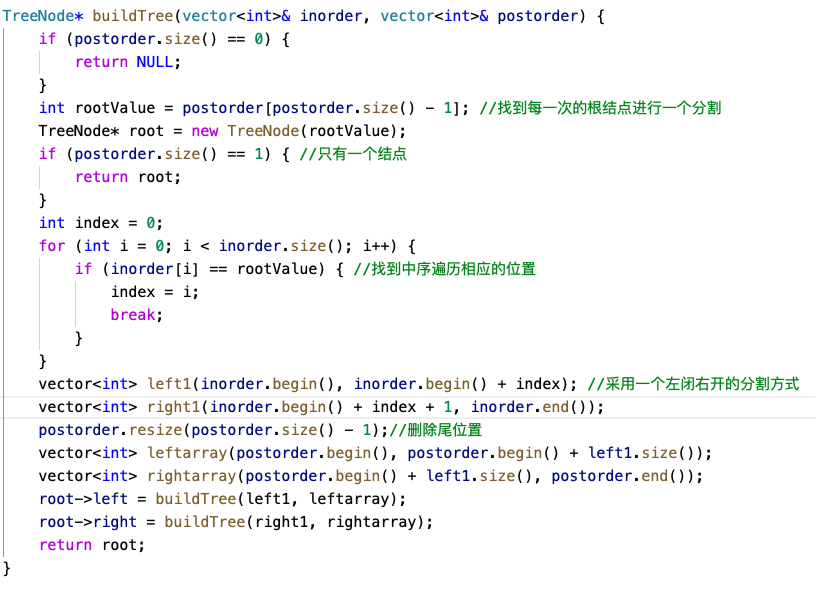 TreeNode* buildTree(vector<int>& inorder, vector<int>& postorder) {
    if (postorder.size() == 0) {
        return NULL;
    }
    int rootValue = postorder[postorder.size() - 1]; //找到每一次的根结点进行一个分割
    TreeNode* root = new TreeNode(rootValue);
    if (postorder.size() == 1) { //只有一个结点
        return root;
    }
    int index = 0;
    for (int i = 0; i < inorder.size(); i++) {
        if (inorder[i] == rootValue) { //找到中序遍历相应的位置
            index = i;
            break;
        }
    }
    vector<int> left1(inorder.begin(), inorder.begin() + index); //采用一个左闭右开的分割方式
    vector<int> right1(inorder.begin() + index + 1, inorder.end());
    postorder.resize(postorder.size() - 1);//删除尾位置
    vector<int> leftarray(postorder.begin(), postorder.begin() + left1.size());
    vector<int> rightarray(postorder.begin() + left1.size(), postorder.end());
    root->left = buildTree(left1, leftarray);
    root->right = buildTree(right1, rightarray);
    return root;
}